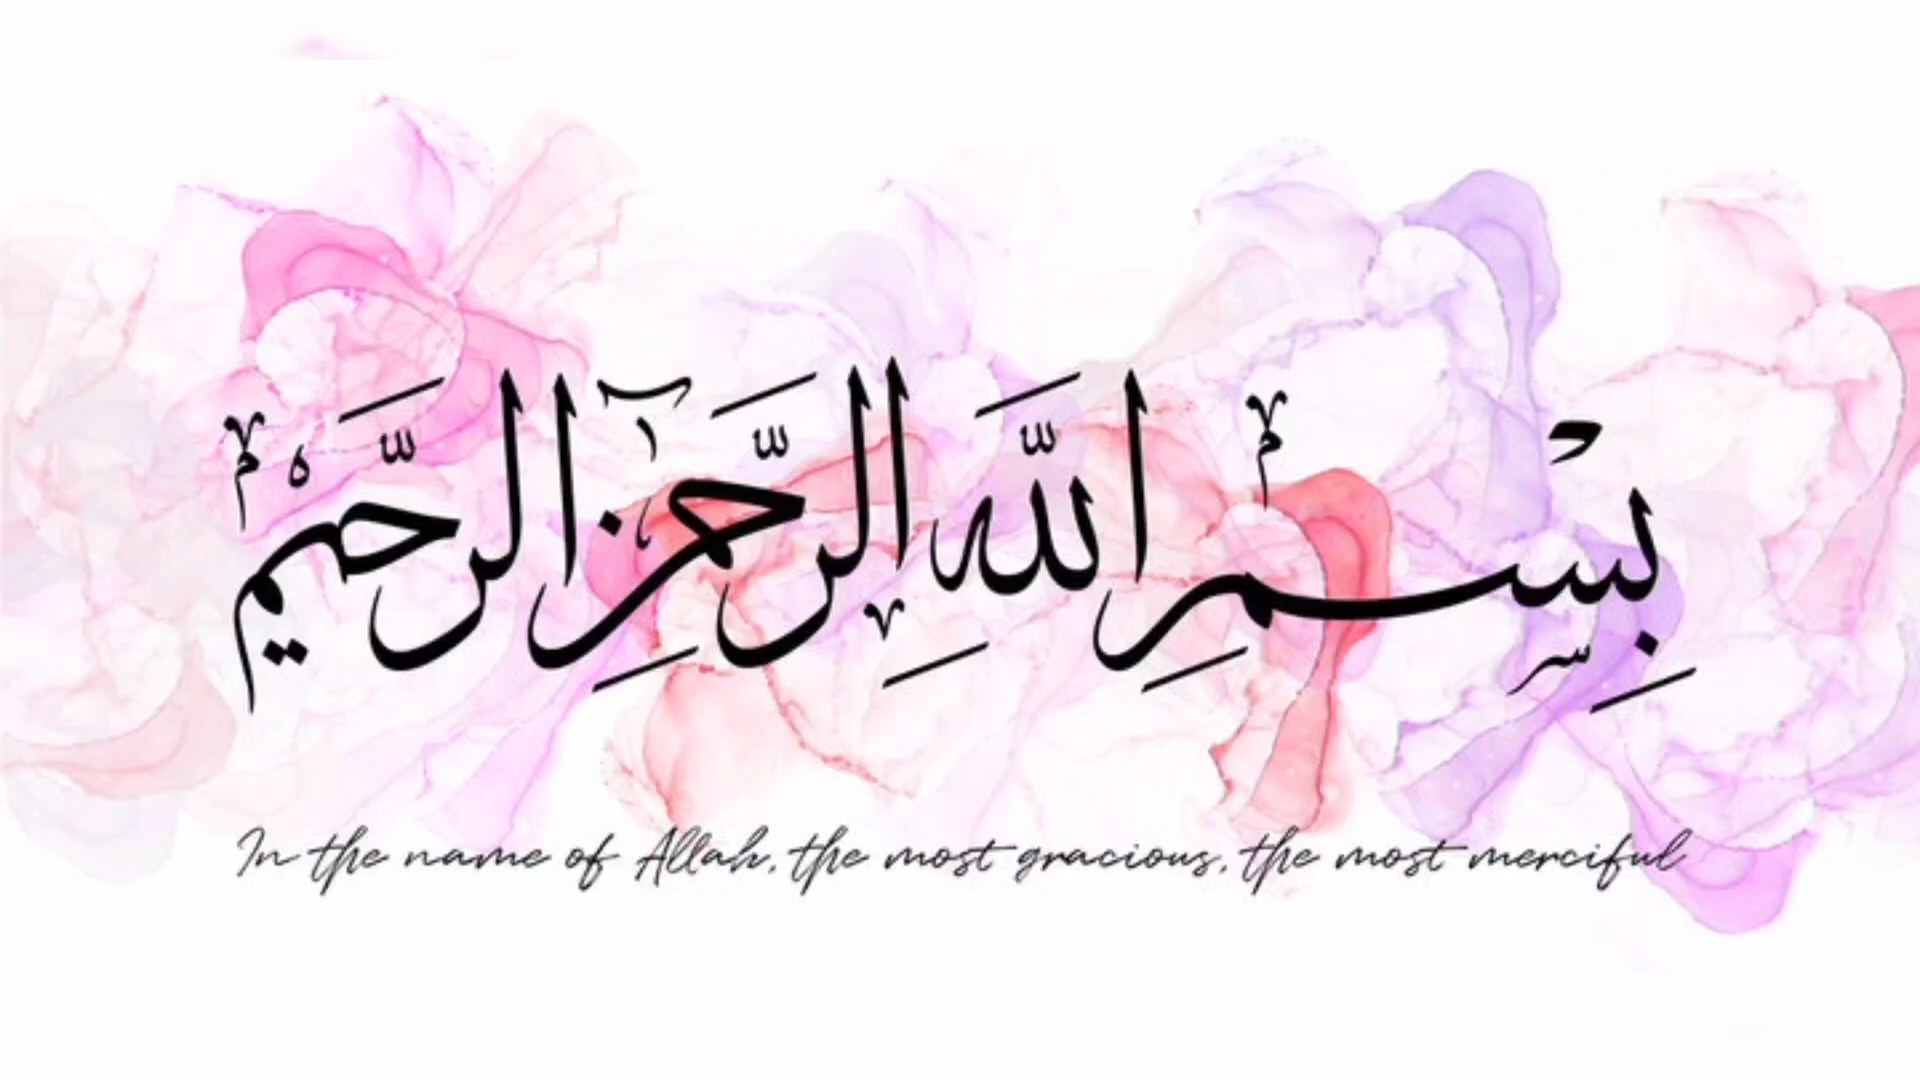 بِسْمِ اللَّهِ الرَّحْمَٰنِ الرَّحِيمِ
In the name of Allah, the most gracious, the most merciful